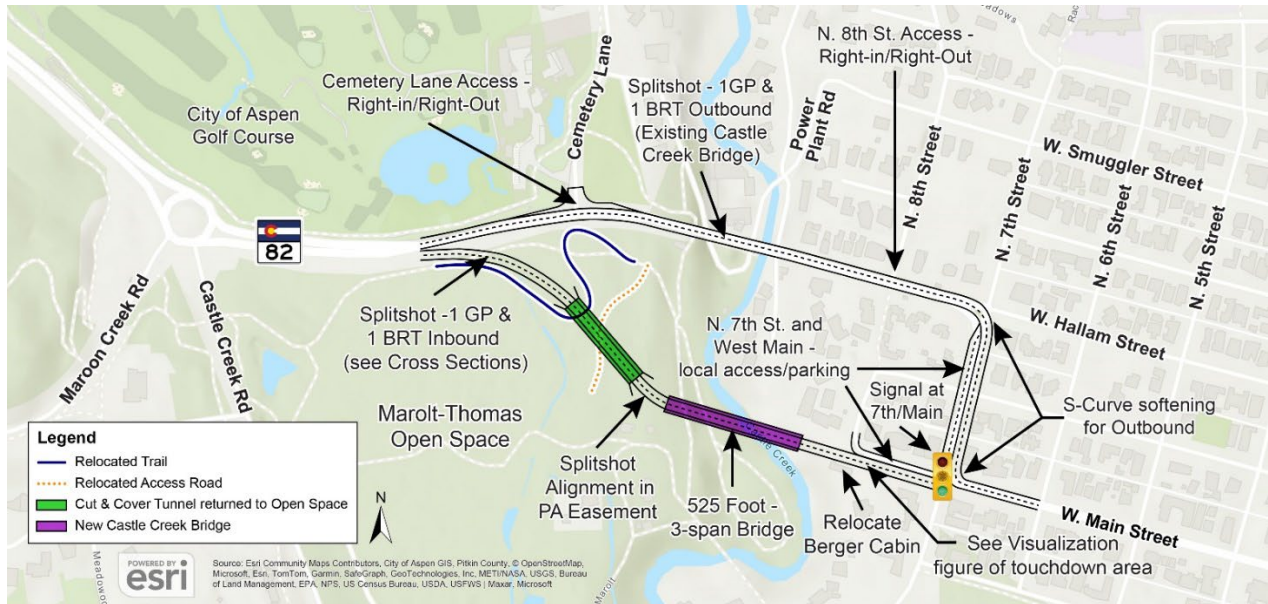 Meadows
Rac
N. 8th St. Access -
Right-in/Right-Out
Cemetery Lane Access -
Right-in/Right-Out
Cemetery Lane
Splitshot - 1GP &
1 BRT Outbound
(Existing Castle
Creek Bridge)
City of Aspen
Golf Course
Power
Plant Rd
N. 8th Street
N. 7th Street
N. 6th Street
N. 5th Street
W. Smuggler Street
W. Hallam Street
82
Maroon Creek Rd
Castle Creek Rd
Splitshot -1 GP &
1 BRT Inbound
(see Cross Sections)
N. 7th St. and
West Main -
local access/parking
Signal at
7th/Main
S-Curve softening
for Outbound
Marolt-Thomas
Open Space
Splitshot
Alignment in
PA Easement
525 Foot -
3-span Bridge
Relocate
Berger Cabin
See Visualization
figure of touchdown area
W. Main Street
Legend
Relocated Trail
Relocated Access Road
Cut & Cover Tunnel returned to Open Space
New Castle Creek Bridge
N
POWERED BY
esri
Source: Esri Community Maps Contributors, City of Aspen GIS, Pitkin County, © OpenStreetMap,
Microsoft, Esri, TomTom, Garmin, SafeGraph, GeoTechnologies, Inc, METI/NASA, USGS, Bureau
of Land Management, EPA, NPS, US Census Bureau, USDA, USFWS | Maxar, Microsoft
Marolt